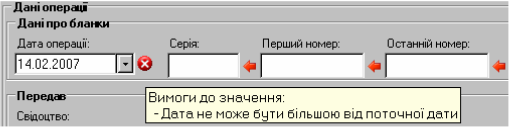 Дані операції
Дані про бланки
Дата операції: Серія: Перший номер: Останній номер:
14.02.2007
Передав
Вимоги до значення:
- Дата не може бути більшою від поточної дати
Свідоцтво: